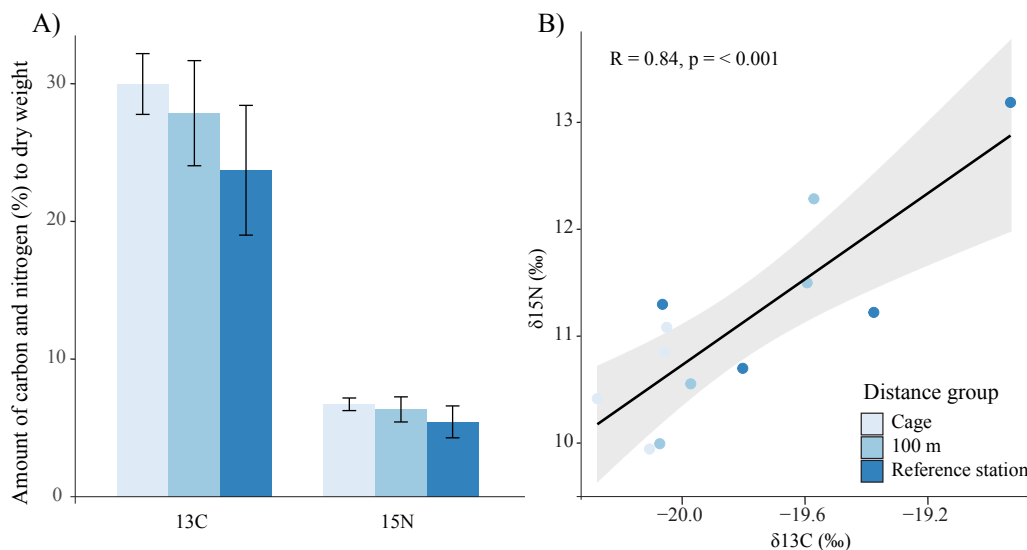 A)
Amount of carbon and nitrogen (%) to dry weight
30
20
10
0
13C
15N
B)
R = 0.84, p = < 0.001
δ15N (‰)
13
12
11
10
Distance group
Cage
100 m
Reference station
−20.0
−19.6
−19.2
δ13C (‰)